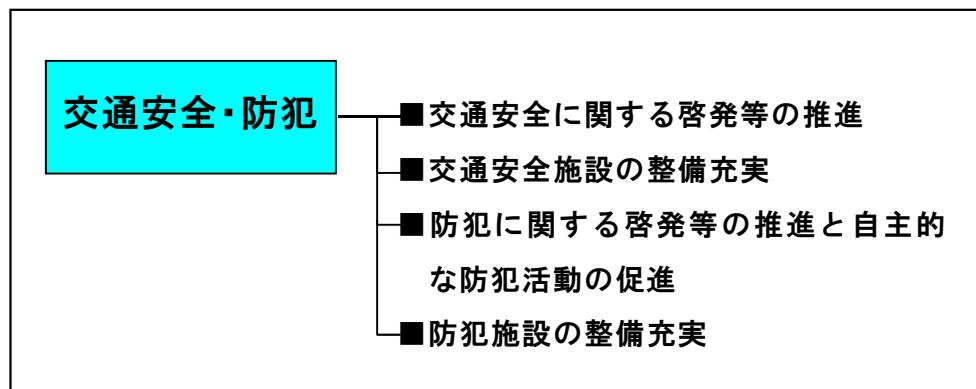 交通安全・防犯
■交通安全に関する啓発等の推進
■交通安全施設の整備充実
■防犯に関する啓発等の推進と自主的
な防犯活動の促進
■防犯施設の整備充実